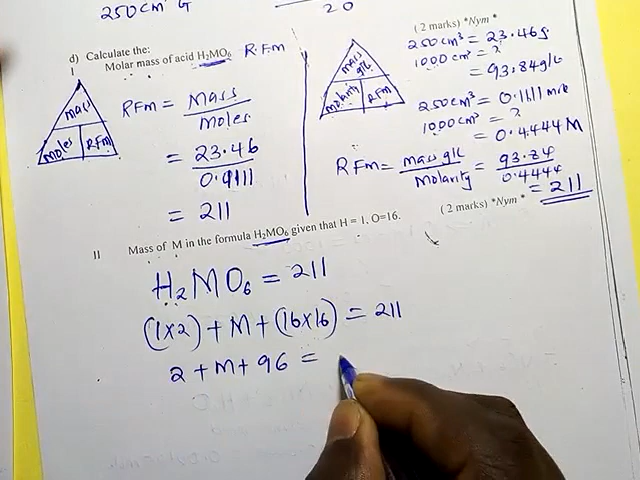 250cm³ G
20
d) Calculate the:
I Molar mass of acid H₂MO₆ R.F.M
mass
moles RFM
RFM = Mass / Moles
= 23.46 / 0.1111
= 211
(2 marks) *Nym *
250cm³ = 23.46g
1000cm³ = ?
= 93.84g/L
mass g/L
molarity RFM
250cm³ = 0.1111 mole
1000cm³ = ?
= 0.4444 M
RFM = mass g/L / Molarity = 93.84 / 0.4444
= 211
II Mass of M in the formula H₂MO₆ given that H = 1, O=16. (2 marks) *Nym *
H₂MO₆ = 211
(1x2) + M + (16x16) = 211
2 + M + 96 =